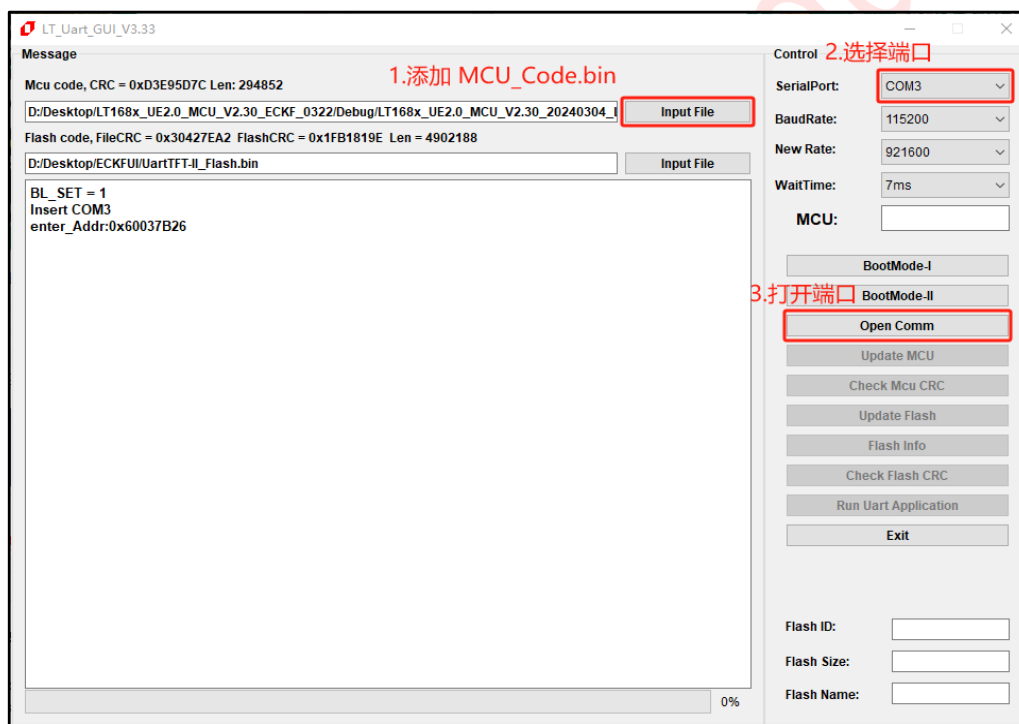 LT_Uart_GUI_V3.33
Message
Mcu code, CRC = 0xD3E95D7C Len: 294852
1.添加 MCU_Code.bin
D:/Desktop/LT168x_UE2.0_MCU_V2.30_ECKF_0322/Debug/LT168x_UE2.0_MCU_V2.30_20240304_
Input File
Flash code, FileCRC = 0x30427EA2 FlashCRC = 0x1FB1819E Len = 4902188
D:/Desktop/ECKFUI/UartTFT-II_Flash.bin
Input File
BL_SET = 1
Insert COM3
enter_Addr:0x60037B26
0%
Control
2.选择端口
SerialPort:
COM3
BaudRate:
115200
New Rate:
921600
WaitTime:
7ms
MCU:
BootMode-I
3.打开端口
BootMode-II
Open Comm
Update MCU
Check Mcu CRC
Update Flash
Flash Info
Check Flash CRC
Run Uart Application
Exit
Flash ID:
Flash Size:
Flash Name: